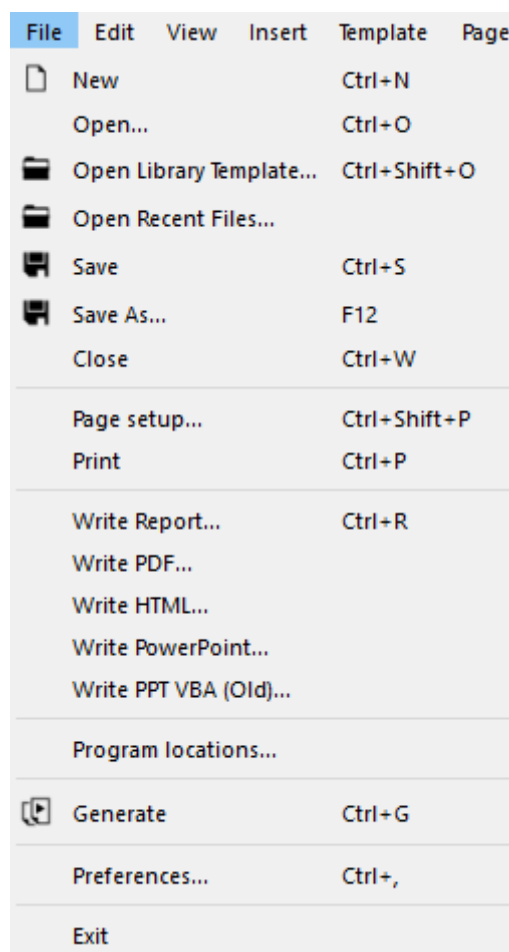 File Edit View Insert Template Page
New Ctrl+N
Open... Ctrl+O
Open Library Template... Ctrl+Shift+O
Open Recent Files...
Save Ctrl+S
Save As... F12
Close Ctrl+W
Page setup... Ctrl+Shift+P
Print Ctrl+P
Write Report... Ctrl+R
Write PDF...
Write HTML...
Write PowerPoint...
Write PPT VBA (Old)...
Program locations...
Generate Ctrl+G
Preferences... Ctrl+,
Exit